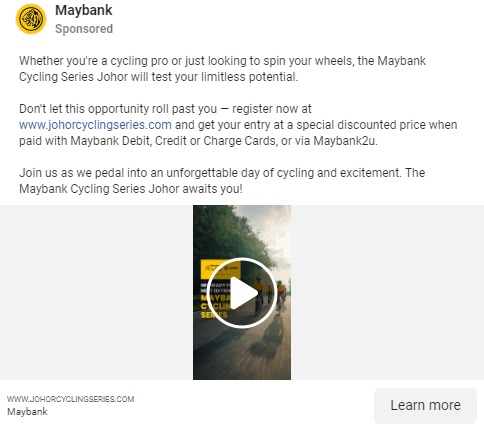 Maybank
Sponsored
Whether you're a cycling pro or just looking to spin your wheels, the Maybank
Cycling Series Johor will test your limitless potential.
Don’t let this opportunity roll past you — register now at
www.johorcyclingseries.com and get your entry at a special discounted price when
paid with Maybank Debit, Credit or Charge Cards, or via Maybank2u.
Join us as we pedal into an unforgettable day of cycling and excitement. The
Maybank Cycling Series Johor awaits you!
MAYBANK
CYCLING
SERIES
WWW.JOHORCYCLINGSERIES.COM
Maybank
Learn more